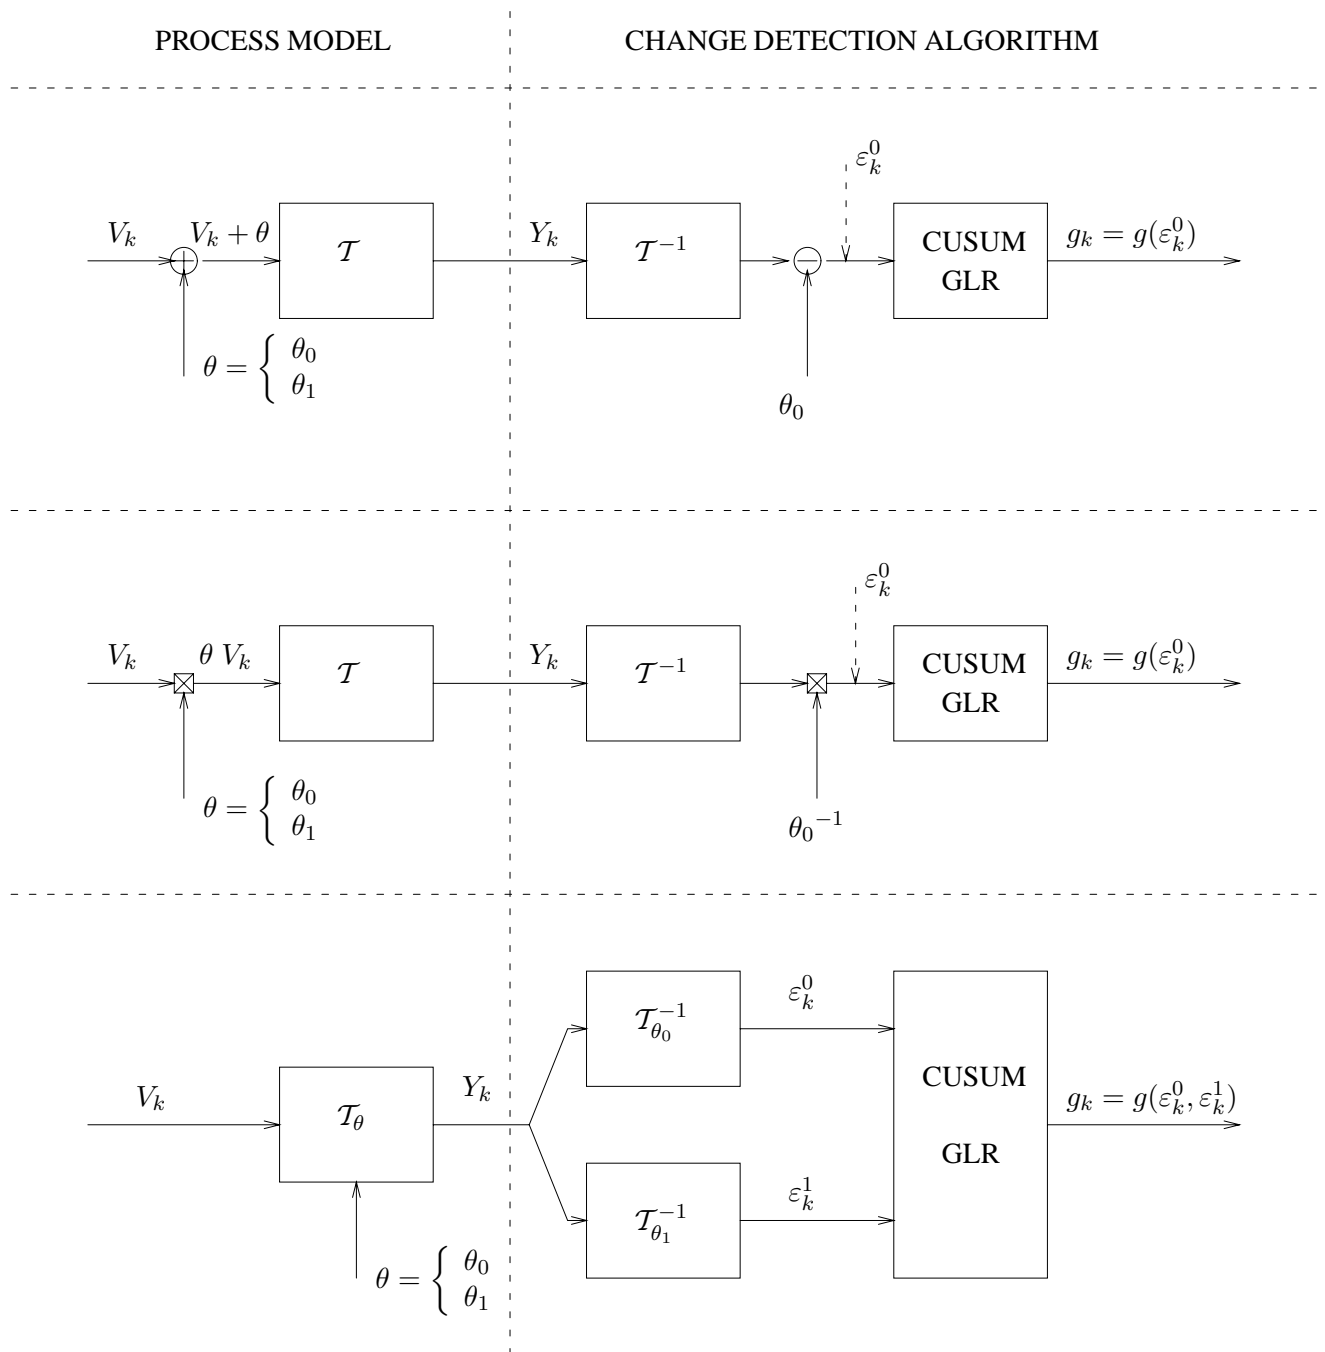 PROCESS MODEL
CHANGE DETECTION ALGORITHM
ε_k^0
V_k
V_k + θ
𝒯
Y_k
𝒯^{-1}
CUSUM
GLR
g_k = g(ε_k^0)
θ = { θ_0
θ_1
θ_0
ε_k^0
V_k
θ V_k
𝒯
Y_k
𝒯^{-1}
CUSUM
GLR
g_k = g(ε_k^0)
θ = { θ_0
θ_1
θ_0^{-1}
V_k
𝒯_θ
Y_k
𝒯_{θ_0}^{-1}
ε_k^0
𝒯_{θ_1}^{-1}
ε_k^1
CUSUM
GLR
g_k = g(ε_k^0, ε_k^1)
θ = { θ_0
θ_1